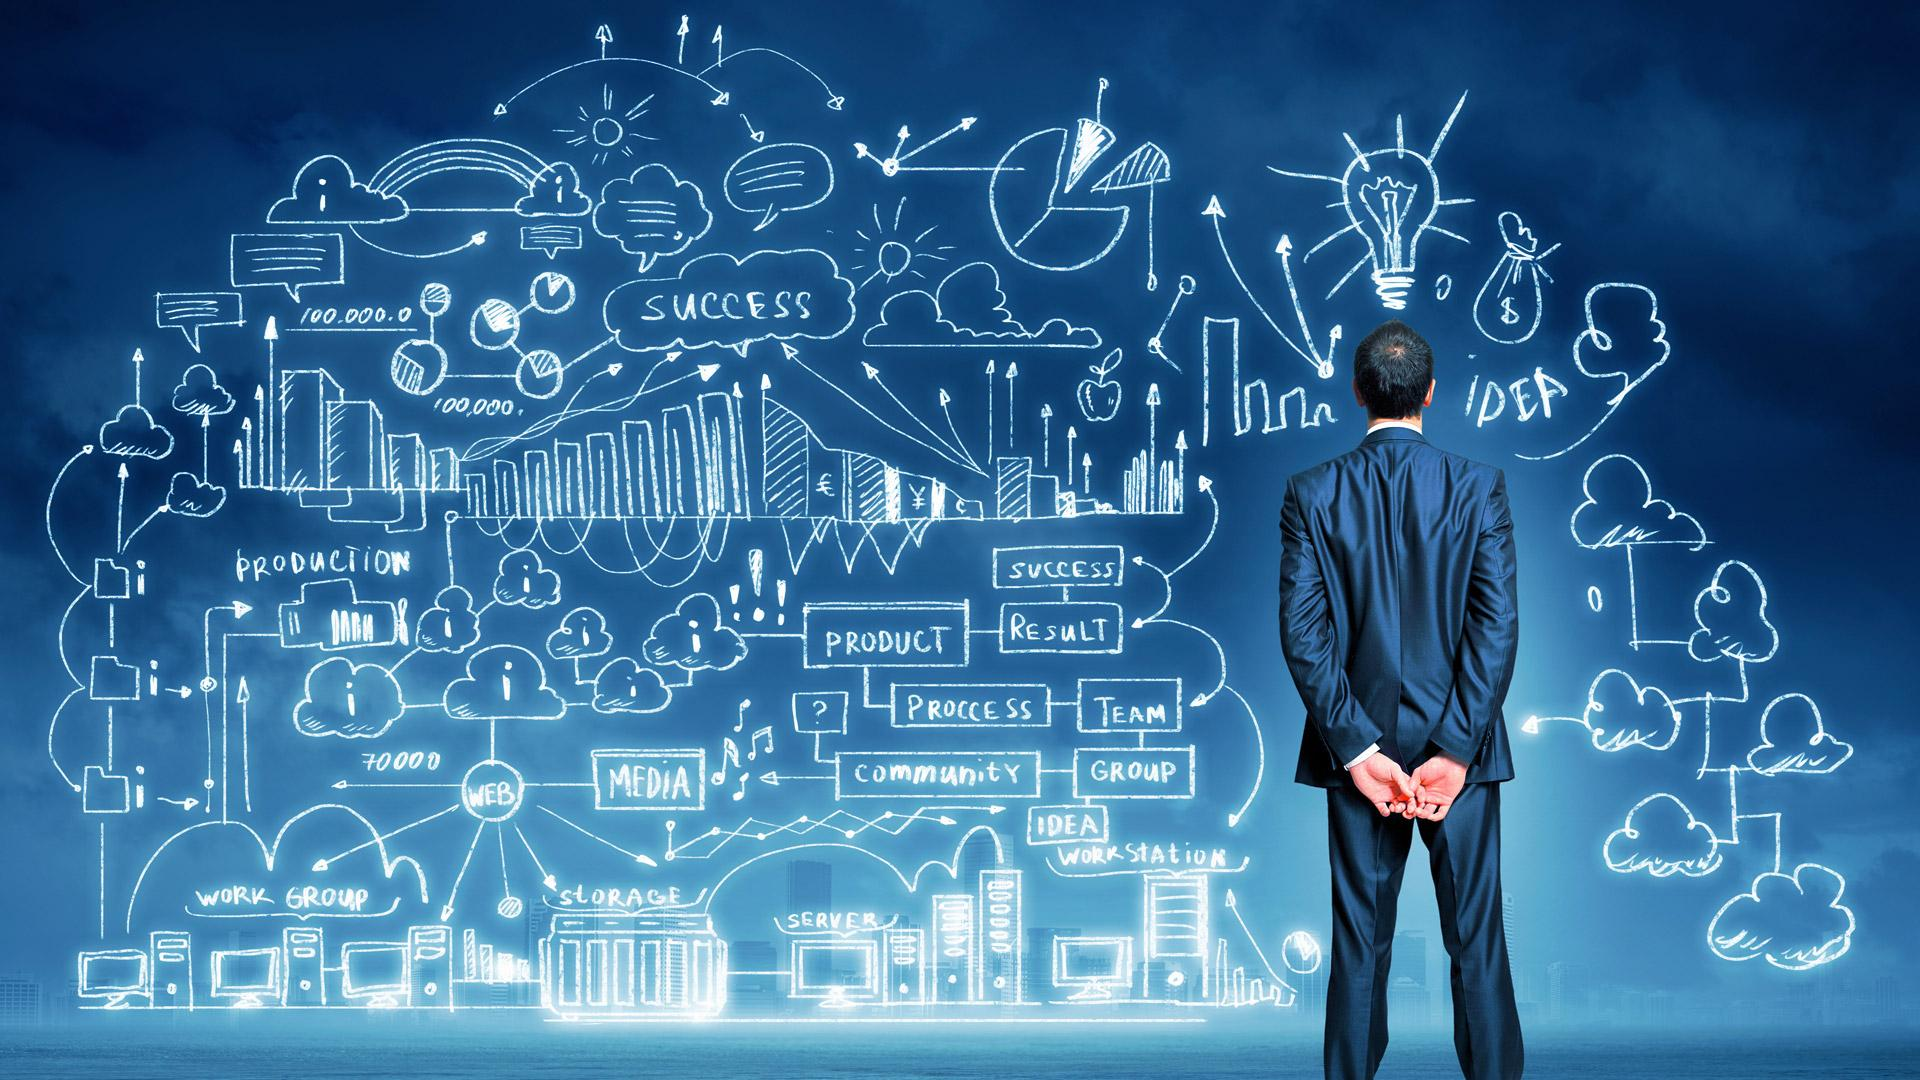 i
i
SUCCESS
100.000.0
100,000.
$
IDEA
€
¥
¢
PRODUCTION
i
i
i
i
SUCCESS
PRODUCT
RESULT
i
i
i
i
i
i
PROCCESS
TEAM
?
70000
WEB
MEDIA
COMMUNITY
GROUP
IDEA
WORKSTATION
WORK GROUP
STORAGE
SERVER
!!!